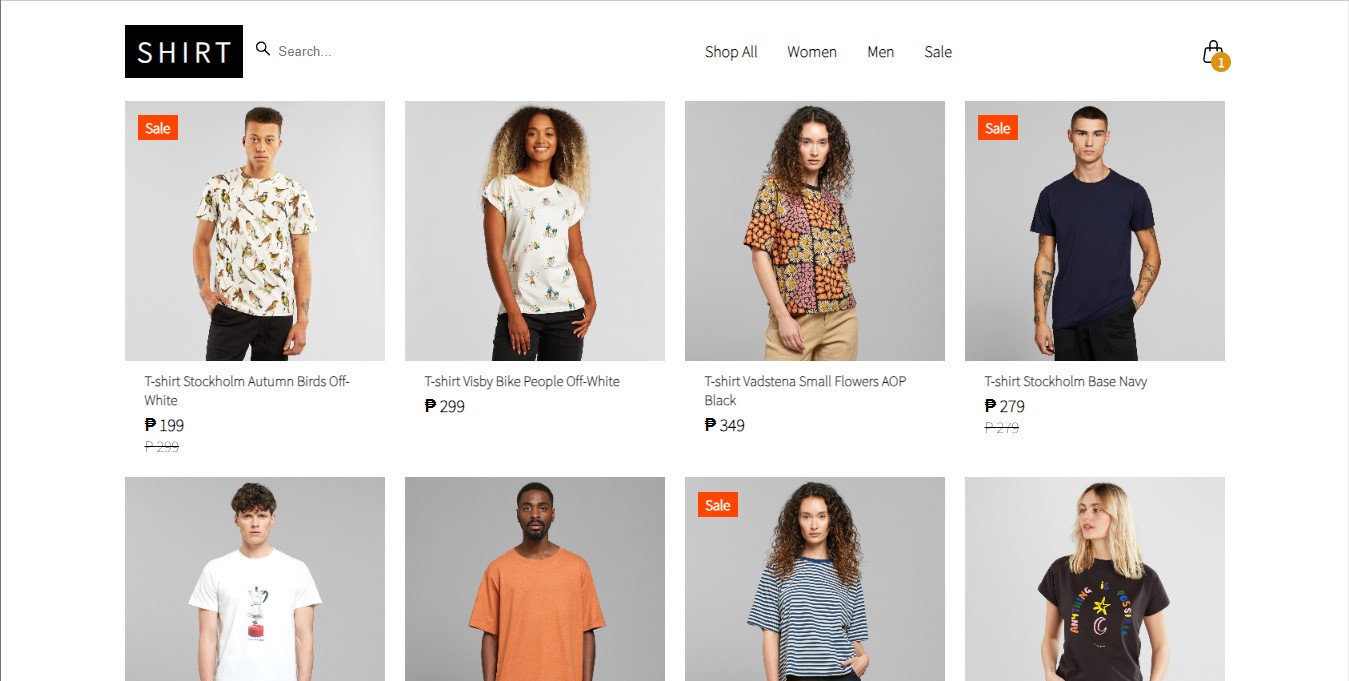 SHIRT
Search...
Shop All Women Men Sale
1
Sale
Sale
T-shirt Stockholm Autumn Birds Off-
White
₱ 199
₱ 299
T-shirt Visby Bike People Off-White
₱ 299
T-shirt Vadstena Small Flowers AOP
Black
₱ 349
T-shirt Stockholm Base Navy
₱ 279
₱ 279
Sale
ANYTHING IS POSSIBLE